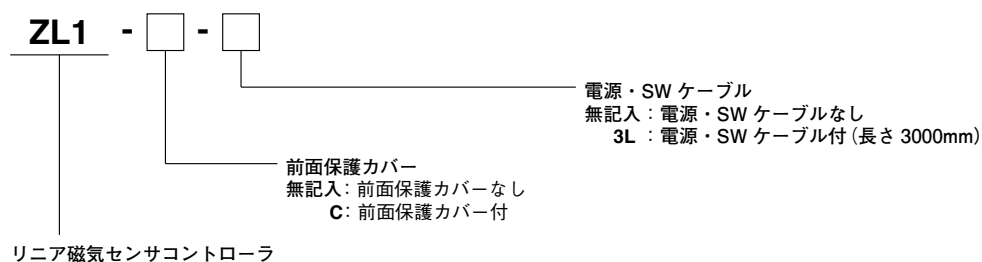 ZL1 - □ - □
電源・SW ケーブル
無記入：電源・SW ケーブルなし
3L ：電源・SW ケーブル付（長さ 3000mm）
前面保護カバー
無記入：前面保護カバーなし
C：前面保護カバー付
リニア磁気センサコントローラ